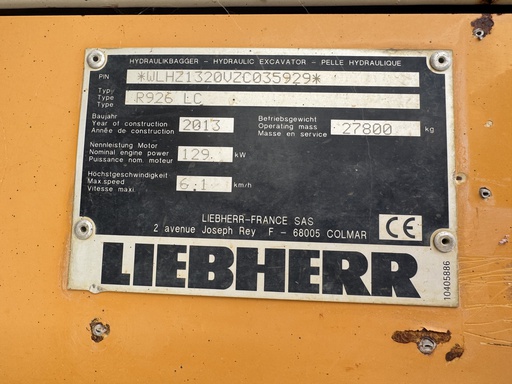 HYDRAULIKBAGGER - HYDRAULIC EXCAVATOR - PELLE HYDRAULIQUE
PIN *WLHZ1320VZC035929*
Typ
Type R926 LC
Type
Baujahr
Year of construction 2013
Année de construction
Betriebsgewicht
Operating mass 27800 kg
Masse en service
Nennleistung Motor
Nominal engine power 129 kW
Puissance nom. moteur
Höchstgeschwindigkeit
Max.speed 6.1 km/h
Vitesse maxi.
LIEBHERR-FRANCE SAS
2 avenue Joseph Rey F - 68005 COLMAR
CE
LIEBHERR
10405886